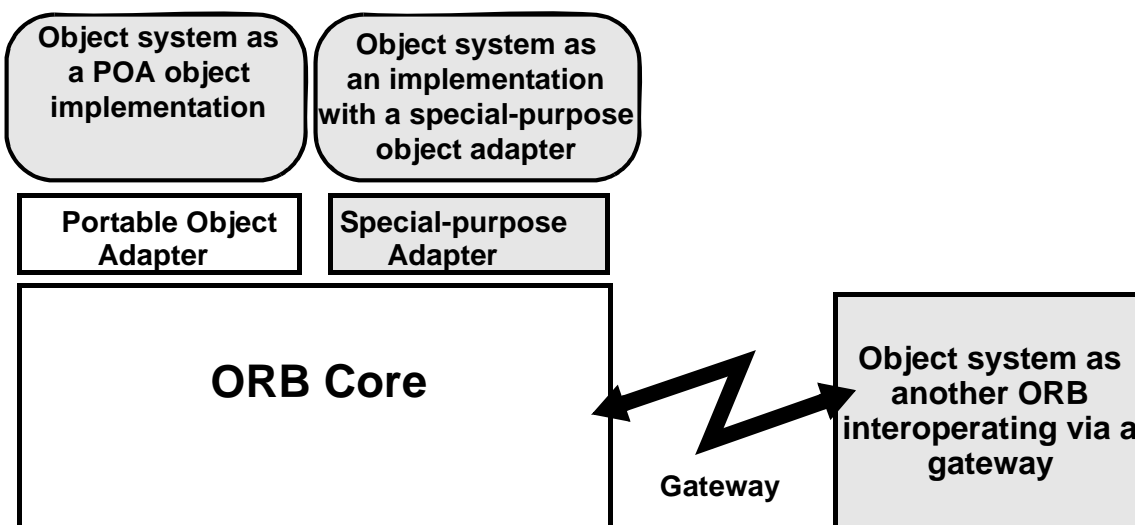 Object system as
a POA object
implementation
Object system as
an implementation
with a special-purpose
object adapter
Portable Object
Adapter
Special-purpose
Adapter
ORB Core
Gateway
Object system as
another ORB
interoperating via a
gateway